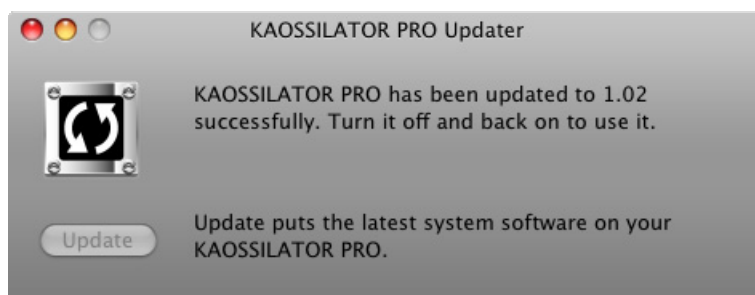 KAOSSILATOR PRO Updater
KAOSSILATOR PRO has been updated to 1.02
successfully. Turn it off and back on to use it.
Update
Update puts the latest system software on your
KAOSSILATOR PRO.